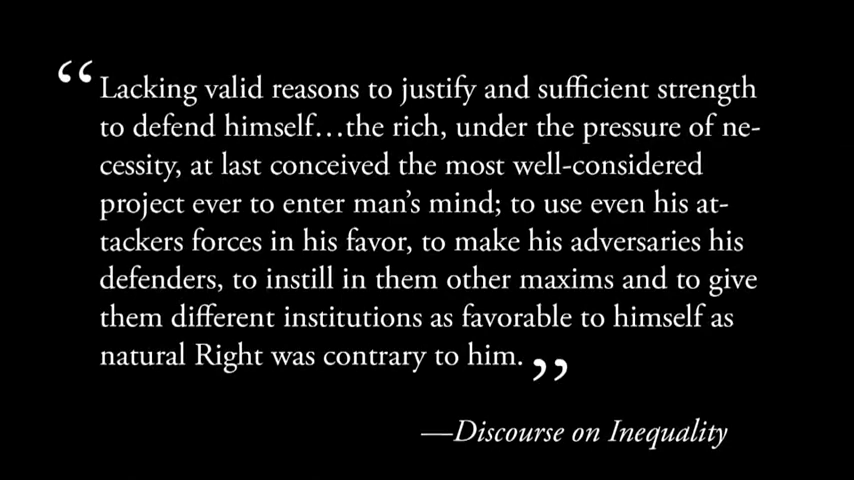 “Lacking valid reasons to justify and sufficient strength
to defend himself…the rich, under the pressure of ne-
cessity, at last conceived the most well-considered
project ever to enter man’s mind; to use even his at-
tackers forces in his favor, to make his adversaries his
defenders, to instill in them other maxims and to give
them different institutions as favorable to himself as
natural Right was contrary to him.”
—Discourse on Inequality